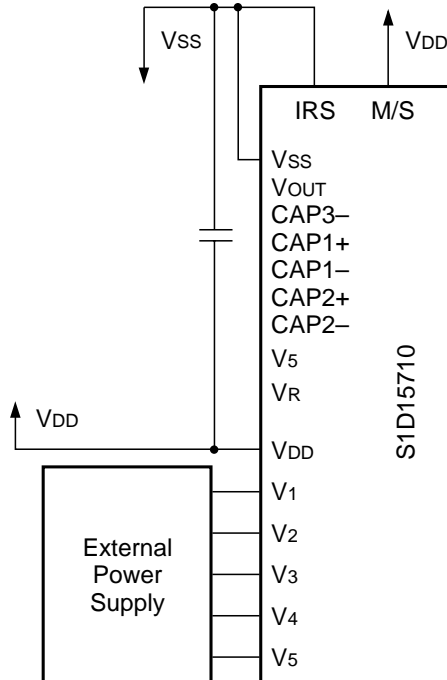 VSS
VDD
IRS M/S
VSS
VOUT
CAP3–
CAP1+
CAP1–
CAP2+
CAP2–
V5
VR
VDD
VDD
V1
V2
V3
V4
V5
S1D15710
External
Power
Supply